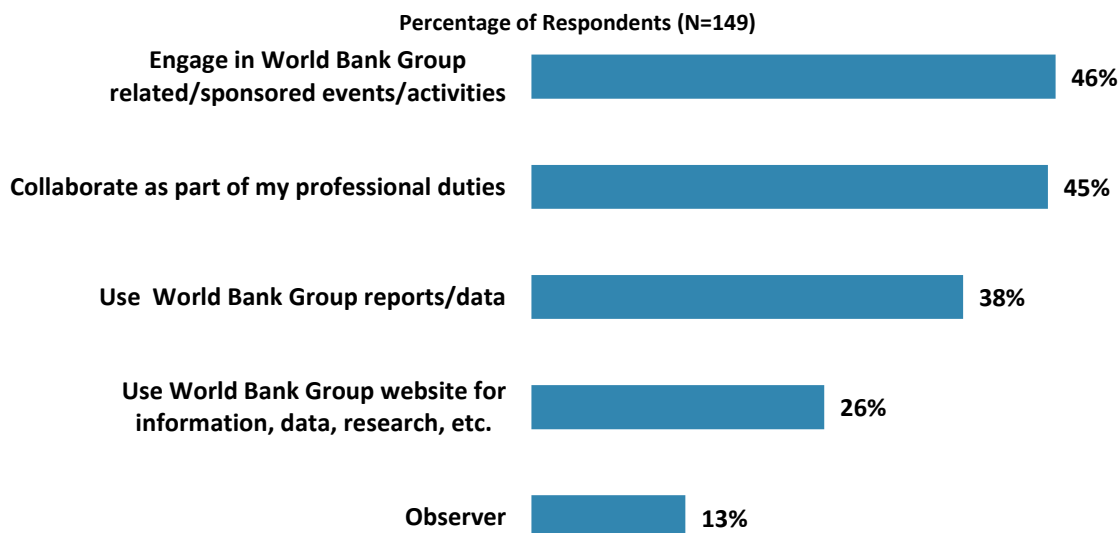 Percentage of Respondents (N=149)
Engage in World Bank Group
related/sponsored events/activities
46%
Collaborate as part of my professional duties
45%
Use World Bank Group reports/data
38%
Use World Bank Group website for
information, data, research, etc.
26%
Observer
13%